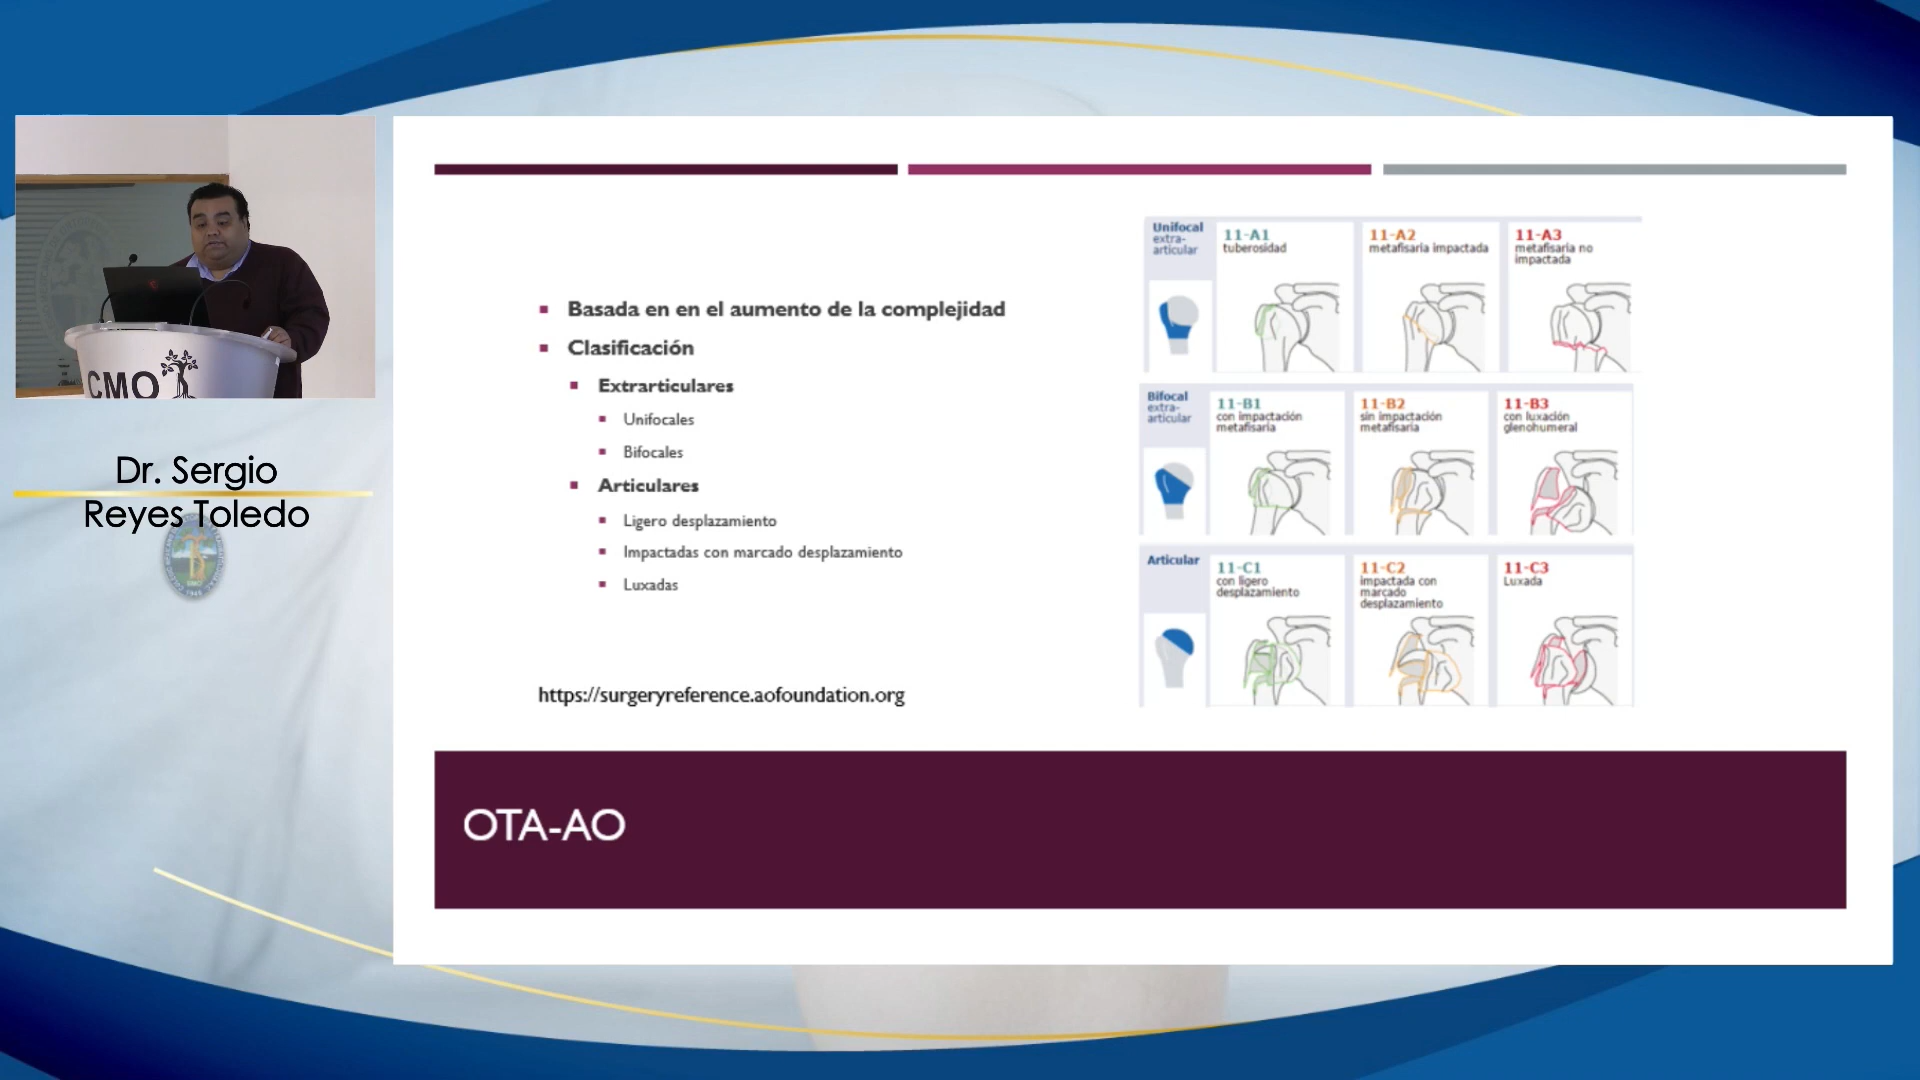 CMO
Dr. Sergio
Reyes Toledo
Basada en en el aumento de la complejidad
Clasificación
Extrarticulares
Unifocales
Bifocales
Articulares
Ligero desplazamiento
Impactadas con marcado desplazamiento
Luxadas
https://surgeryreference.aofoundation.org
Unifocal
extra-
articular
11-A1
tuberosidad
11-A2
metafisaria impactada
11-A3
metafisaria no
impactada
Bifocal
extra-
articular
11-B1
con impactación
metafisaria
11-B2
sin impactación
metafisaria
11-B3
con luxación
glenohumeral
Articular
11-C1
con ligero
desplazamiento
11-C2
impactada con
marcado
desplazamiento
11-C3
Luxada
OTA-AO